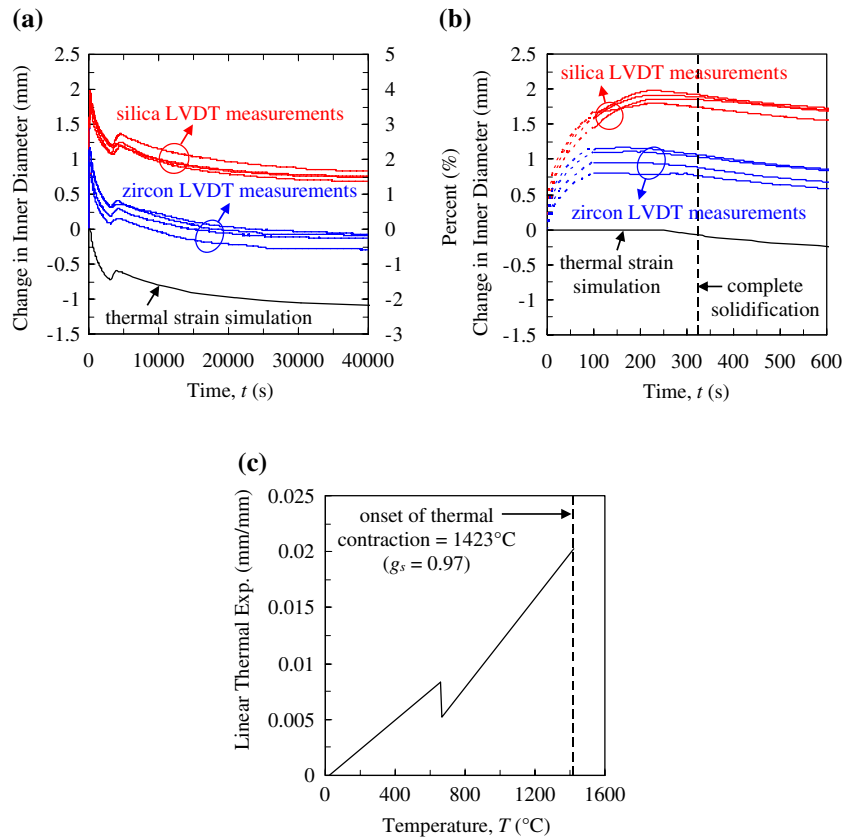 (a)
Change in Inner Diameter (mm)
2.5
2
1.5
1
0.5
0
-0.5
-1
-1.5
5
4
3
2
1
0
-1
-2
-3
Percent (%)
silica LVDT measurements
zircon LVDT measurements
thermal strain simulation
0
10000
20000
30000
40000
Time, t (s)
(b)
Change in Inner Diameter (mm)
2.5
2
1.5
1
0.5
0
-0.5
-1
-1.5
silica LVDT measurements
zircon LVDT measurements
thermal strain
simulation
complete
solidification
0
100
200
300
400
500
600
Time, t (s)
(c)
Linear Thermal Exp. (mm/mm)
0.025
0.02
0.015
0.01
0.005
0
onset of thermal
contraction = 1423°C
(gs = 0.97)
0
400
800
1200
1600
Temperature, T (°C)